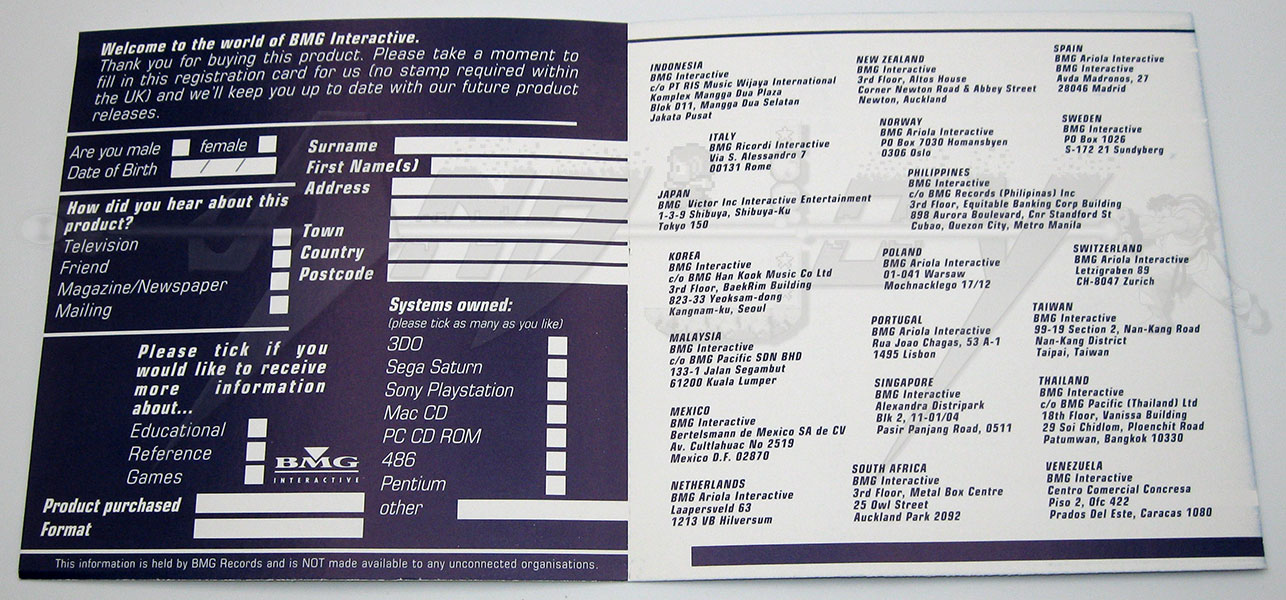 Welcome to the world of BMG Interactive.
Thank you for buying this product. Please take a moment to
fill in this registration card for us (no stamp required within
the UK) and we'll keep you up to date with our future product
releases.
Are you male female
Date of Birth / /
How did you hear about this
product?
Television
Friend
Magazine/Newspaper
Mailing
Please tick if you
would like to receive
more information
about...
Educational
Reference
Games
BMG
INTERACTIVE
Product purchased
Format
Surname
First Name(s)
Address
Town
Country
Postcode
Systems owned:
(please tick as many as you like)
3DO
Sega Saturn
Sony Playstation
Mac CD
PC CD ROM
486
Pentium
other
This information is held by BMG Records and is NOT made available to any unconnected organisations.
INDONESIA
BMG Interactive
c/o PT RIS Music Wijaya International
Komplex Mangga Dua Plaza
Blok D11, Mangga Dua Selatan
Jakata Pusat
ITALY
BMG Ricordi Interactive
Via S. Alessandro 7
00131 Rome
JAPAN
BMG Victor Inc Interactive Entertainment
1-3-9 Shibuya, Shibuya-Ku
Tokyo 150
KOREA
BMG Interactive
c/o BMG Han Kook Music Co Ltd
3rd Floor, BaekRim Building
823-33 Yeoksam-dong
Kangnam-ku, Seoul
MALAYSIA
BMG Interactive
c/o BMG Pacific SDN BHD
133-1 Jalan Segambut
61200 Kuala Lumper
MEXICO
BMG Interactive
Bertelsmann de Mexico SA de CV
Av. Cultlahuac No 2519
Mexico D.F. 02870
NETHERLANDS
BMG Ariola Interactive
Laapersveld 63
1213 VB Hilversum
NEW ZEALAND
BMG Interactive
3rd Floor, Altos House
Corner Newton Road & Abbey Street
Newton, Auckland
NORWAY
BMG Ariola Interactive
PO Box 7030 Homansbyen
0306 Oslo
PHILIPPINES
BMG Interactive
c/o BMG Records (Philipinas) Inc
3rd Floor, Equitable Banking Corp Building
898 Aurora Boulevard, Cnr Standford St
Cubao, Quezon City, Metro Manila
POLAND
BMG Interactive
01-041 Warsaw
Mochnacklego 17/12
PORTUGAL
BMG Ariola Interactive
Rua Joao Chagas, 53 A-1
1495 Lisbon
SINGAPORE
BMG Interactive
Alexandra Distripark
Blk 2, 11-01/04
Pasir Panjang Road, 0511
SOUTH AFRICA
BMG Interactive
3rd Floor, Metal Box Centre
25 Owl Street
Auckland Park 2092
SPAIN
BMG Ariola Interactive
BMG Interactive
Avda Madronos, 27
28046 Madrid
SWEDEN
BMG Interactive
PO Box 1026
S-172 21 Sundyberg
SWITZERLAND
BMG Ariola Interactive
Letzigraben 89
CH-8047 Zurich
TAIWAN
BMG Interactive
99-19 Section 2, Nan-Kang Road
Nan-Kang District
Taipai, Taiwan
THAILAND
BMG Interactive
c/o BMG Pacific (Thailand) Ltd
18th Floor, Vanissa Building
29 Soi Chidlom, Ploenchit Road
Patumwan, Bangkok 10330
VENEZUELA
BMG Interactive
Centro Comercial Concresa
Piso 2, Ofc 422
Prados Del Este, Caracas 1080